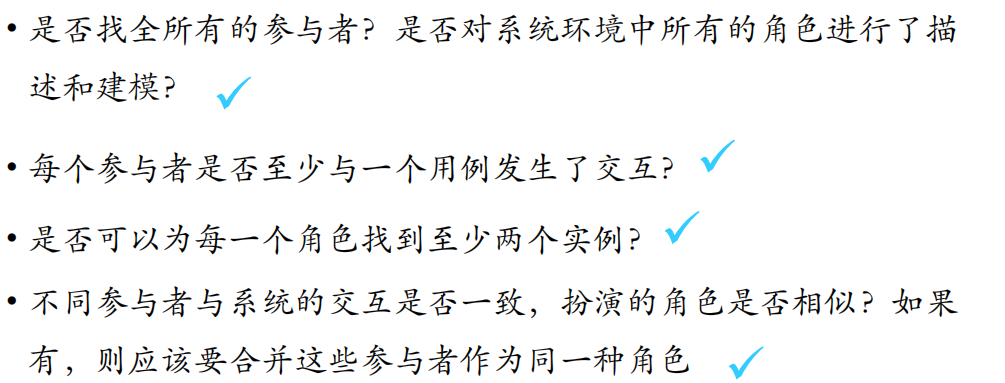 • 是否找全所有的参与者？是否对系统环境中所有的角色进行了描
述和建模？
• 每个参与者是否至少与一个用例发生了交互？
• 是否可以为每一个角色找到至少两个实例？
• 不同参与者与系统的交互是否一致，扮演的角色是否相似？如果
有，则应该要合并这些参与者作为同一种角色